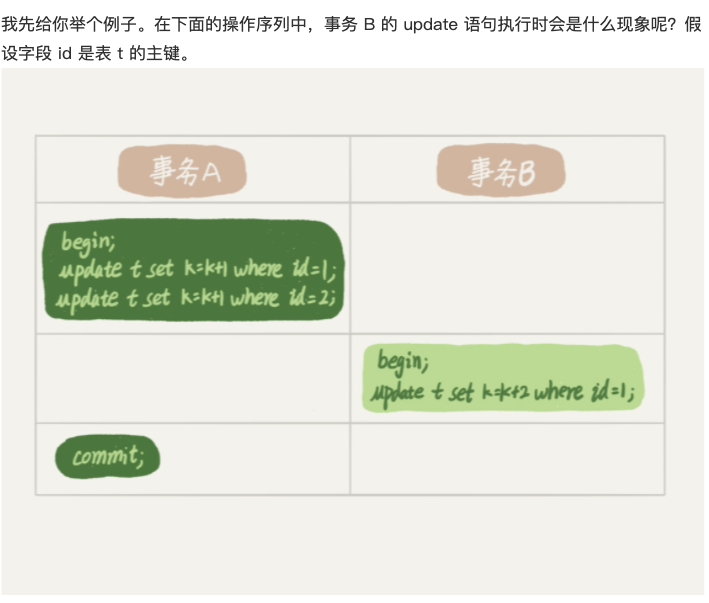 我先给你举个例子。在下面的操作序列中，事务 B 的 update 语句执行时会是什么现象呢？假
设字段 id 是表 t 的主键。
事务A
事务B
begin;
update t set k=k+1 where id=1;
update t set k=k+1 where id=2;
begin;
update t set k=k+2 where id=1;
commit;